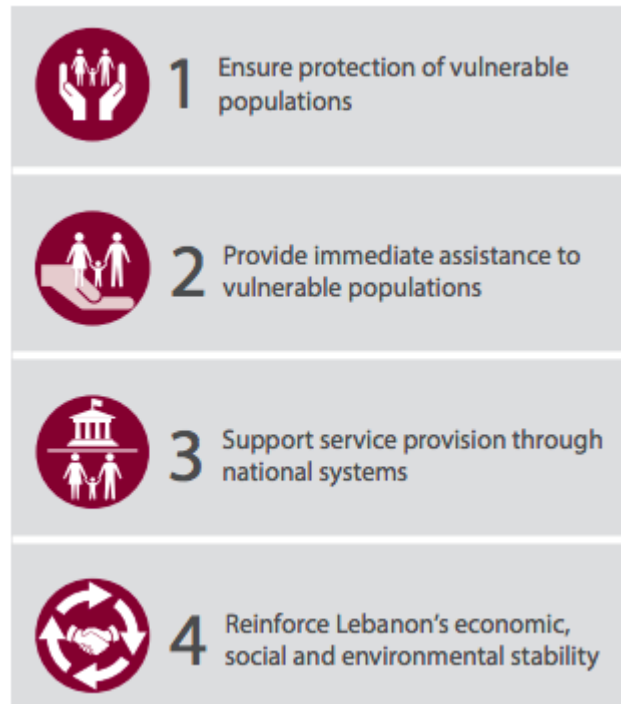 1 Ensure protection of vulnerable
populations
2 Provide immediate assistance to
vulnerable populations
3 Support service provision through
national systems
4 Reinforce Lebanon’s economic,
social and environmental stability